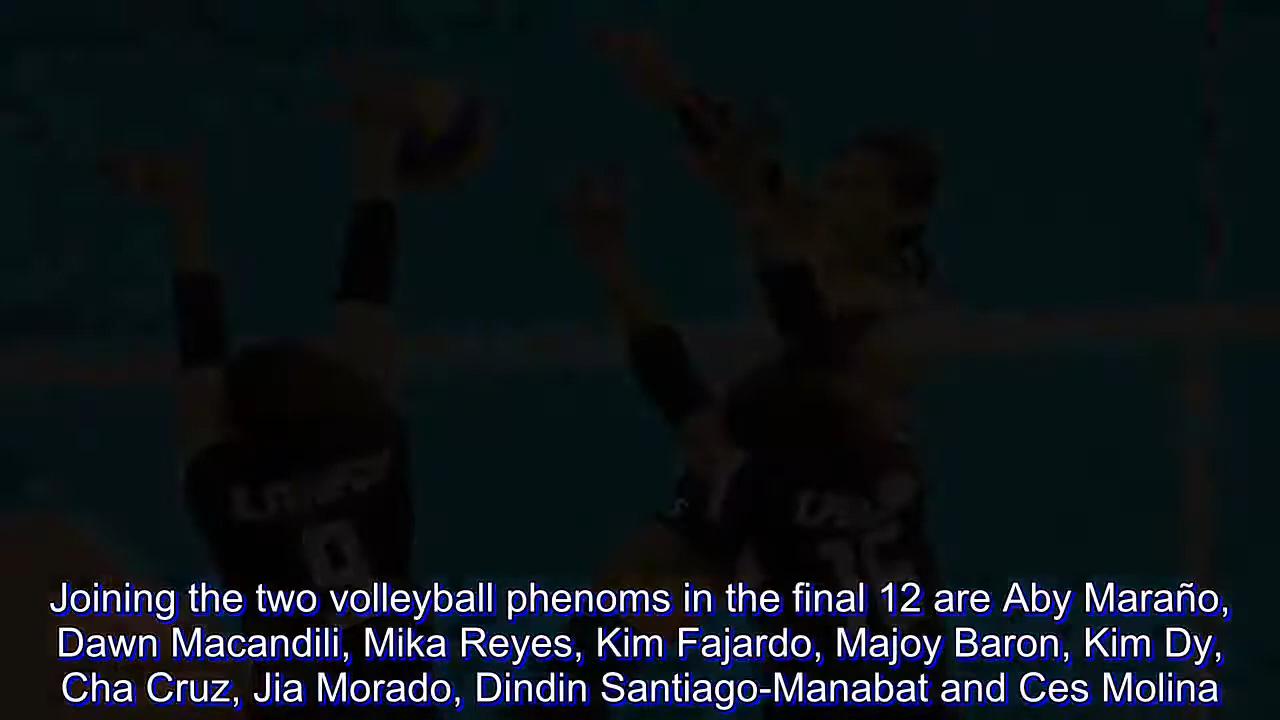 Joining the two volleyball phenoms in the final 12 are Aby Maraño,
Dawn Macandili, Mika Reyes, Kim Fajardo, Majoy Baron, Kim Dy,
Cha Cruz, Jia Morado, Dindin Santiago-Manabat and Ces Molina